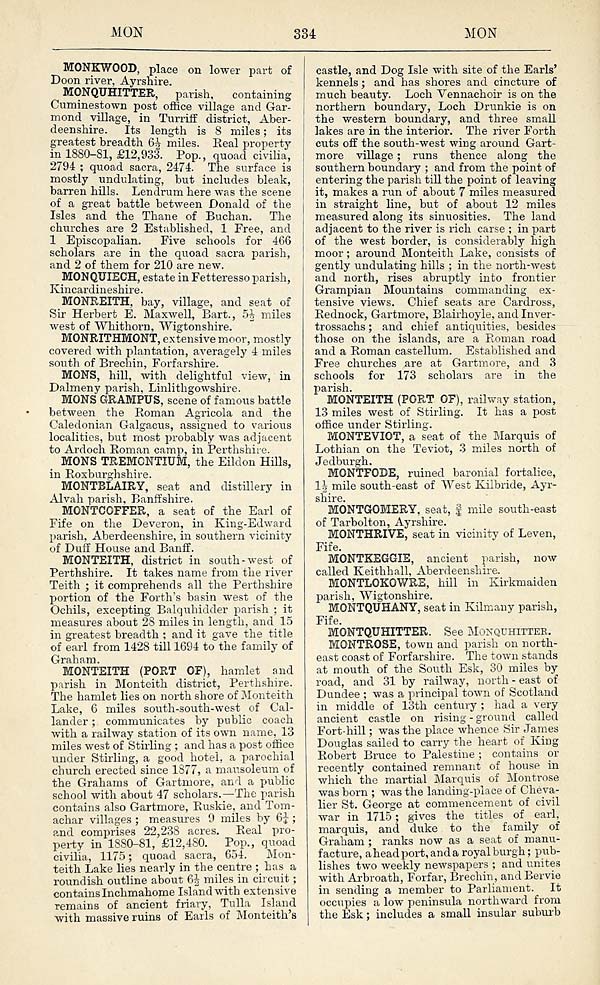 MON 334 MON
MONKWOOD, place on lower part of
Doon river, Ayrshire.
MONQUHITTER, parish, containing
Cuminestown post office village and Gar-
mond village, in Turriff district, Aber-
deenshire. Its length is 8 miles; its
greatest breadth 6½ miles. Real property
in 1880-81, £12,933. Pop., quoad civilia,
2794; quoad sacra, 2474. The surface is
mostly undulating, but includes bleak,
barren hills. Lendrum here was the scene
of a great battle between Donald of the
Isles and the Thane of Buchan. The
churches are 2 Established, 1 Free, and
1 Episcopalian. Five schools for 466
scholars are in the quoad sacra parish,
and 2 of them for 210 are new.
MONQUIECH, estate in Fetteresso parish,
Kincardineshire.
MONREITH, bay, village, and seat of
Sir Herbert E. Maxwell, Bart., 5½ miles
west of Whithorn, Wigtonshire.
MONRITHMONT, extensive moor, mostly
covered with plantation, averagely 4 miles
south of Brechin, Forfarshire.
MONS, hill, with delightful view, in
Dalmeny parish, Linlithgowshire.
MONS GRAMPUS, scene of famous battle
between the Roman Agricola and the
Caledonian Galgacus, assigned to various
localities, but most probably was adjacent
to Ardoch Roman camp, in Perthshire.
MONS TREMONTIUM, the Eildon Hills,
in Roxburghshire.
MONTBLAIRY, seat and distillery in
Alvah parish, Banffshire.
MONTCOFFER, a seat of the Earl of
Fife on the Deveron, in King-Edward
parish, Aberdeenshire, in southern vicinity
of Duff House and Banff.
MONTEITH, district in south-west of
Perthshire. It takes name from the river
Teith; it comprehends all the Perthshire
portion of the Forth's basin west of the
Ochils, excepting Balquhidder parish; it
measures about 28 miles in length, and 15
in greatest breadth; and it gave the title
of earl from 1428 till 1694 to the family of
Graham.
MONTEITH (PORT OF), hamlet and
parish in Monteith district, Perthshire.
The hamlet lies on north shore of Monteith
Lake, 6 miles south-south-west of Cal-
lander; communicates by public coach
with a railway station of its own name, 13
miles west of Stirling; and has a post office
under Stirling, a good hotel, a parochial
church erected since 1877, a mausoleum of
the Grahams of Gartmore, and a public
school with about 47 scholars.—The parish
contains also Gartmore, Ruskie, and Tom-
achar villages; measures 9 miles by 6¼;
and comprises 22,238 acres. Real pro-
perty in 1880-81, £12,480. Pop., quoad
civilia, 1175; quoad sacra, 654. Mon-
teith Lake lies nearly in the centre; has a
roundish outline about 6½ miles in circuit;
contains Inchmahome Island with extensive
remains of ancient friary, Tulla Island
with massive ruins of Earls of Monteith's
castle, and Dog Isle with site of the Earls'
kennels; and has shores and cincture of
much beauty. Loch Vennachoir is on the
northern boundary, Loch Drunkie is on
the western boundary, and three small
lakes are in the interior. The river Forth
cuts off the south-west wing around Gart-
more village; runs thence along the
southern boundary; and from the point of
entering the parish till the point of leaving
it, makes a run of about 7 miles measured
in straight line, but of about 12 miles
measured along its sinuosities. The land
adjacent to the river is rich carse; in part
of the west border, is considerably high
moor; around Monteith Lake, consists of
gently undulating hills; in the north-west
and north, rises abruptly into frontier
Grampian Mountains commanding ex-
tensive views. Chief seats are Cardross,
Rednock, Gartmore, Blairhoyle, and Inver-
trossachs; and chief antiquities, besides
those on the islands, are a Roman road
and a Roman castellum. Established and
Free churches are at Gartmore, and 3
schools for 173 scholars are in the
parish.
MONTEITH (PORT OF), railway station,
13 miles west of Stirling. It has a post
office under Stirling.
MONTEVIOT, a seat of the Marquis of
Lothian on the Teviot, 3 miles north of
Jedburgh.
MONTFODE, ruined baronial fortalice,
1½ mile south-east of West Kilbride, Ayr-
shire.
MONTGOMERY, seat, ¾ mile south-east
of Tarbolton, Ayrshire.
MONTHRIVE, seat in vicinity of Leven,
Fife.
MONTKEGGIE, ancient parish, now
called Keithhall, Aberdeenshire.
MONTLOKOWRE, hill in Kirkmaiden
parish, Wigtonshire.
MONTQUHANY, seat in Kilmany parish,
Fife.
MONTQUHITTER. See MONQUHITTER.
MONTROSE, town and parish on north-
east coast of Forfarshire. The town stands
at mouth of the South Esk, 30 miles by
road, and 31 by railway, north-east of
Dundee; was a principal town of Scotland
in middle of 13th century; had a very
ancient castle on rising-ground called
Fort-hill; was the place whence Sir James
Douglas sailed to carry the heart of King
Robert Bruce to Palestine; contains or
recently contained remnant of house in
which the martial Marquis of Montrose
was born; was the landing-place of Cheva-
lier St. George at commencement of civil
war in 1715; gives the titles of earl,
marquis, and duke to the family of
Graham; ranks now as a seat of manu-
facture, a head port, and a royal burgh; pub-
lishes two weekly newspapers; and unites
with Arbroath, Forfar, Brechin, and Bervie
in sending a member to Parliament. It
occupies a low peninsula northward from
the Esk; includes a small insular suburb